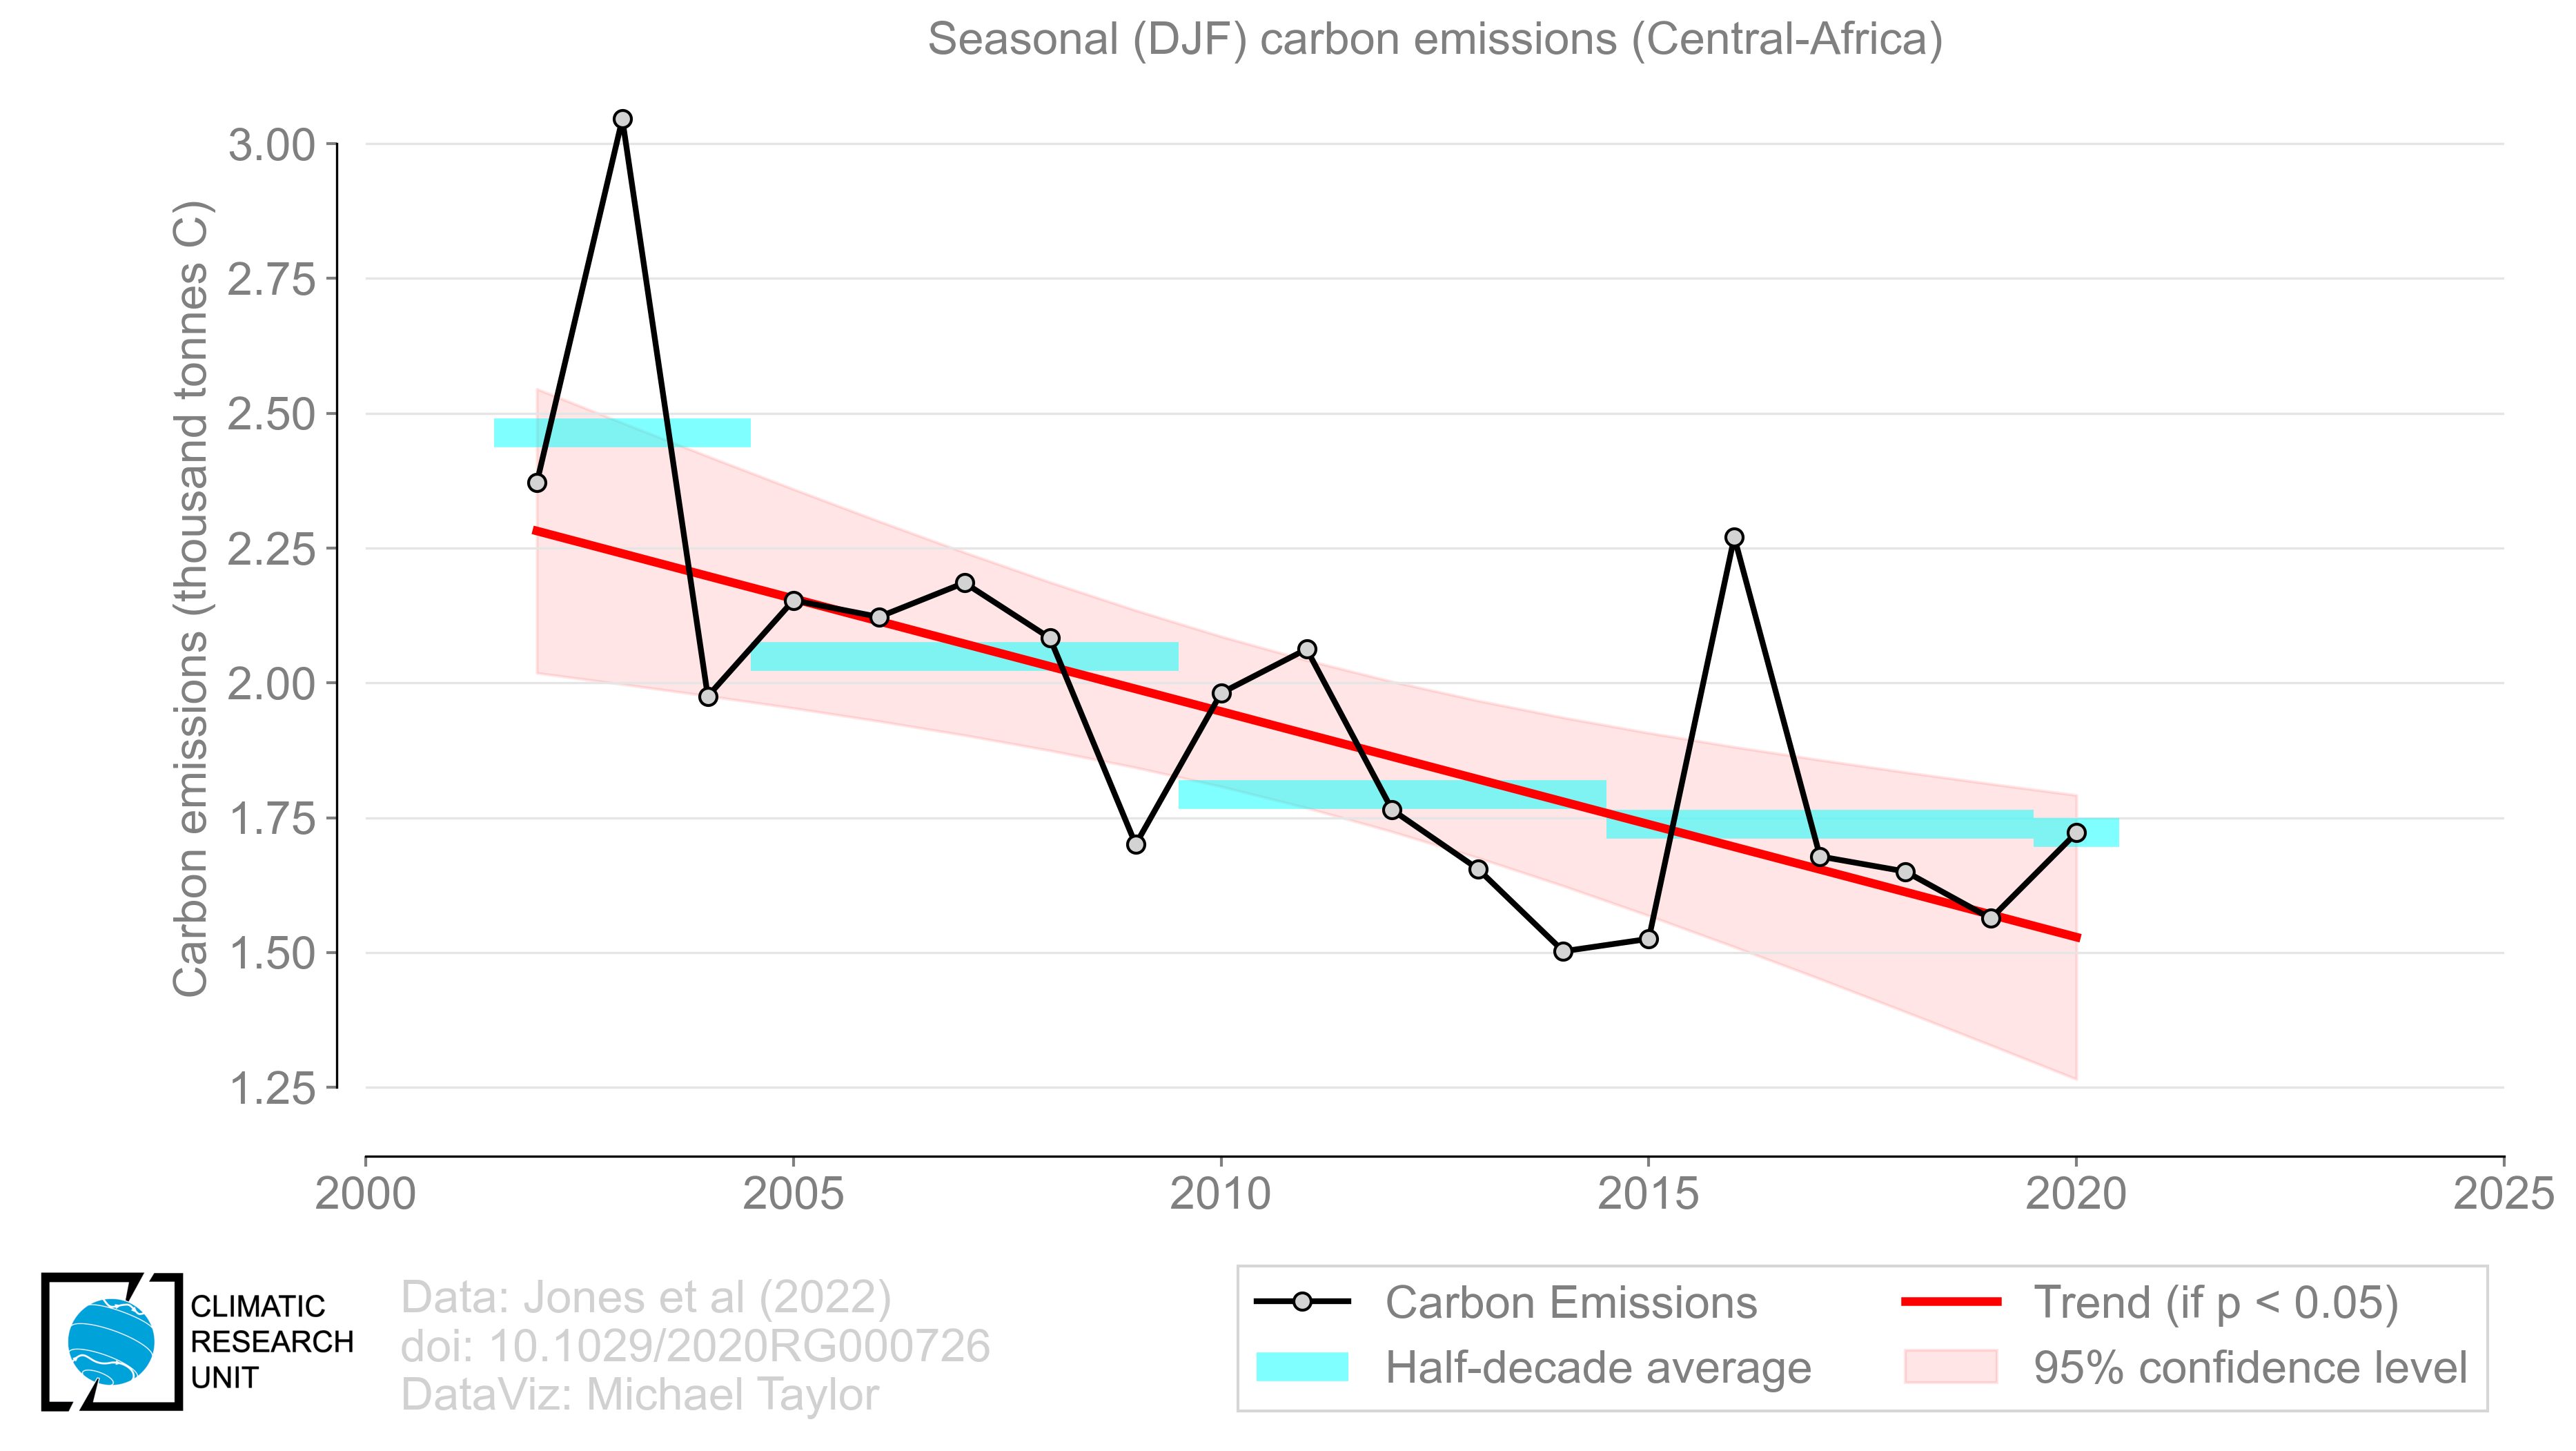 Seasonal (DJF) carbon emissions (Central-Africa)
Carbon emissions (thousand tonnes C)
3.00
2.75
2.50
2.25
2.00
1.75
1.50
1.25
2000
2005
2010
2015
2020
2025
CLIMATIC
RESEARCH
UNIT
Data: Jones et al (2022)
doi: 10.1029/2020RG000726
DataViz: Michael Taylor
Carbon Emissions
Half-decade average
Trend (if p < 0.05)
95% confidence level